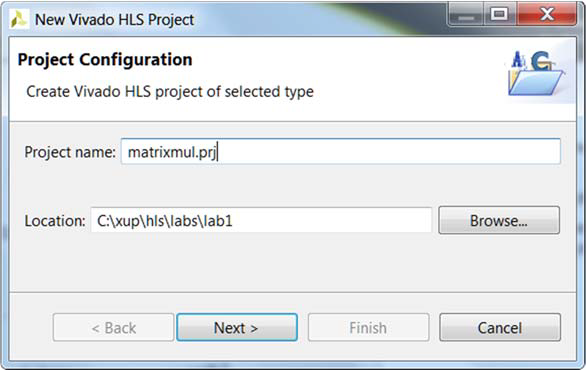 New Vivado HLS Project
Project Configuration
Create Vivado HLS project of selected type
Project name: matrixmul.prj
Location: C:\xup\hls\labs\lab1 Browse...
< Back Next > Finish Cancel